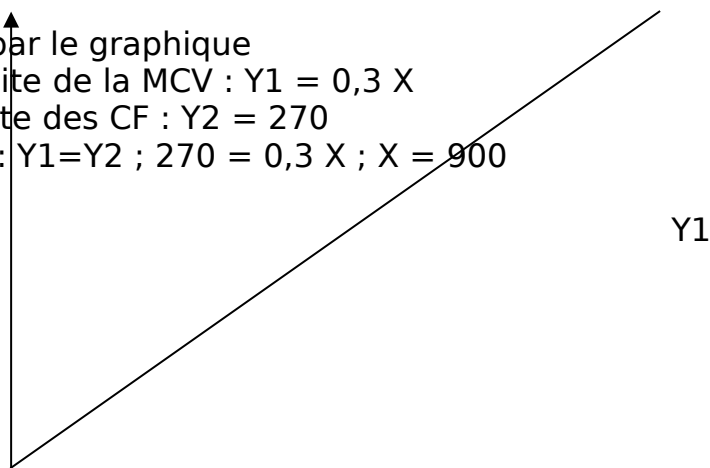 par le graphique
ite de la MCV : Y1 = 0,3 X
te des CF : Y2 = 270
: Y1=Y2 ; 270 = 0,3 X ; X = 900
Y1